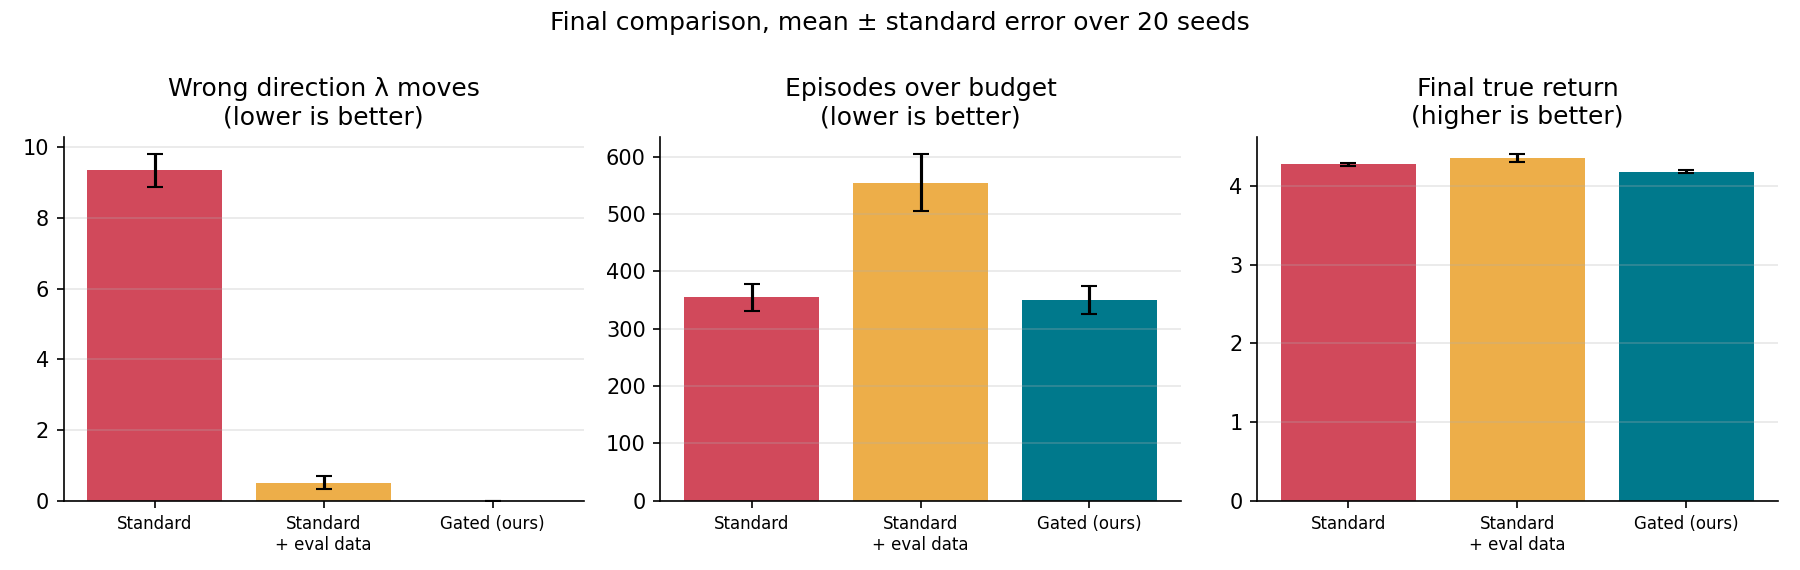 Final comparison, mean ± standard error over 20 seeds
Wrong direction λ moves
(lower is better)
10
8
6
4
2
0
Standard
Standard
+ eval data
Gated (ours)
Episodes over budget
(lower is better)
600
500
400
300
200
100
0
Standard
Standard
+ eval data
Gated (ours)
Final true return
(higher is better)
4
3
2
1
0
Standard
Standard
+ eval data
Gated (ours)